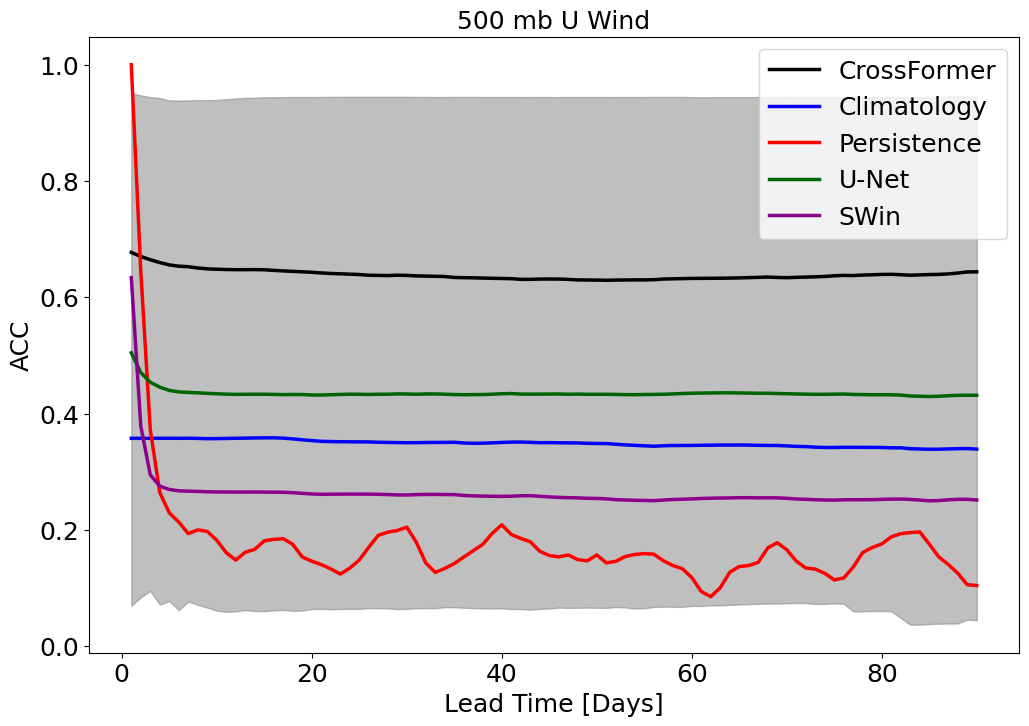 500 mb U Wind
ACC
1.0
0.8
0.6
0.4
0.2
0.0
CrossFormer
Climatology
Persistence
U-Net
SWin
0 20 40 60 80
Lead Time [Days]